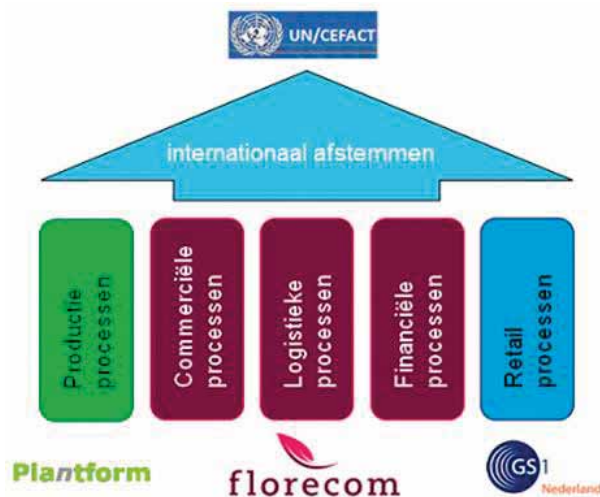 UN/CEFACT
internationaal afstemmen
Productie
processen
Commerciële
processen
Logistieke
processen
Financiële
processen
Retail
processen
Plantform
florecom
GS1
Nederland